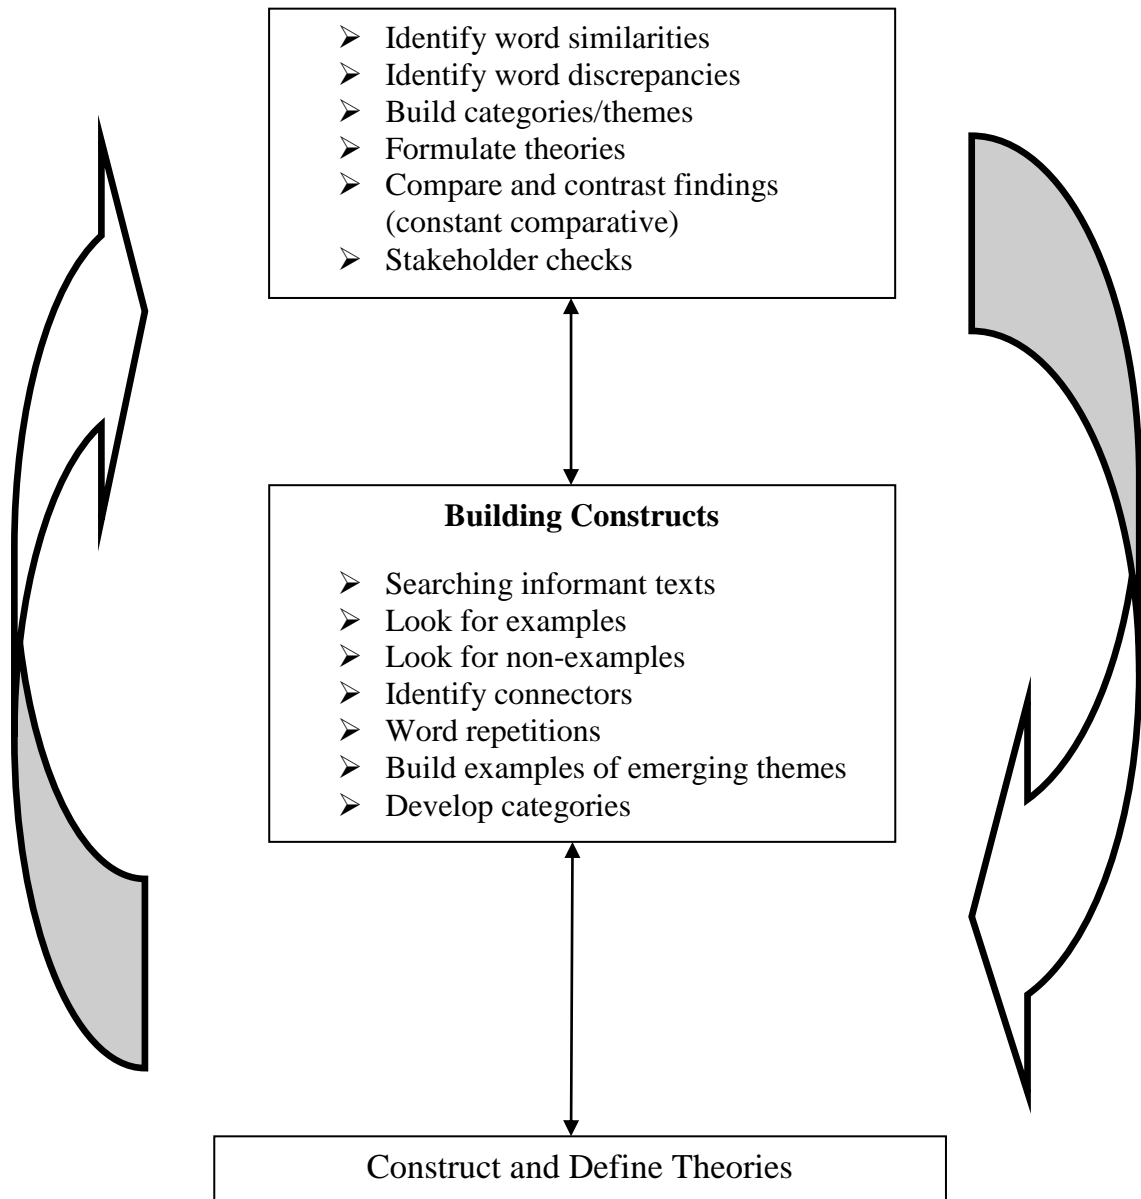 ➢ Identify word similarities
➢ Identify word discrepancies
➢ Build categories/themes
➢ Formulate theories
➢ Compare and contrast findings
(constant comparative)
➢ Stakeholder checks
Building Constructs
➢ Searching informant texts
➢ Look for examples
➢ Look for non-examples
➢ Identify connectors
➢ Word repetitions
➢ Build examples of emerging themes
➢ Develop categories
Construct and Define Theories